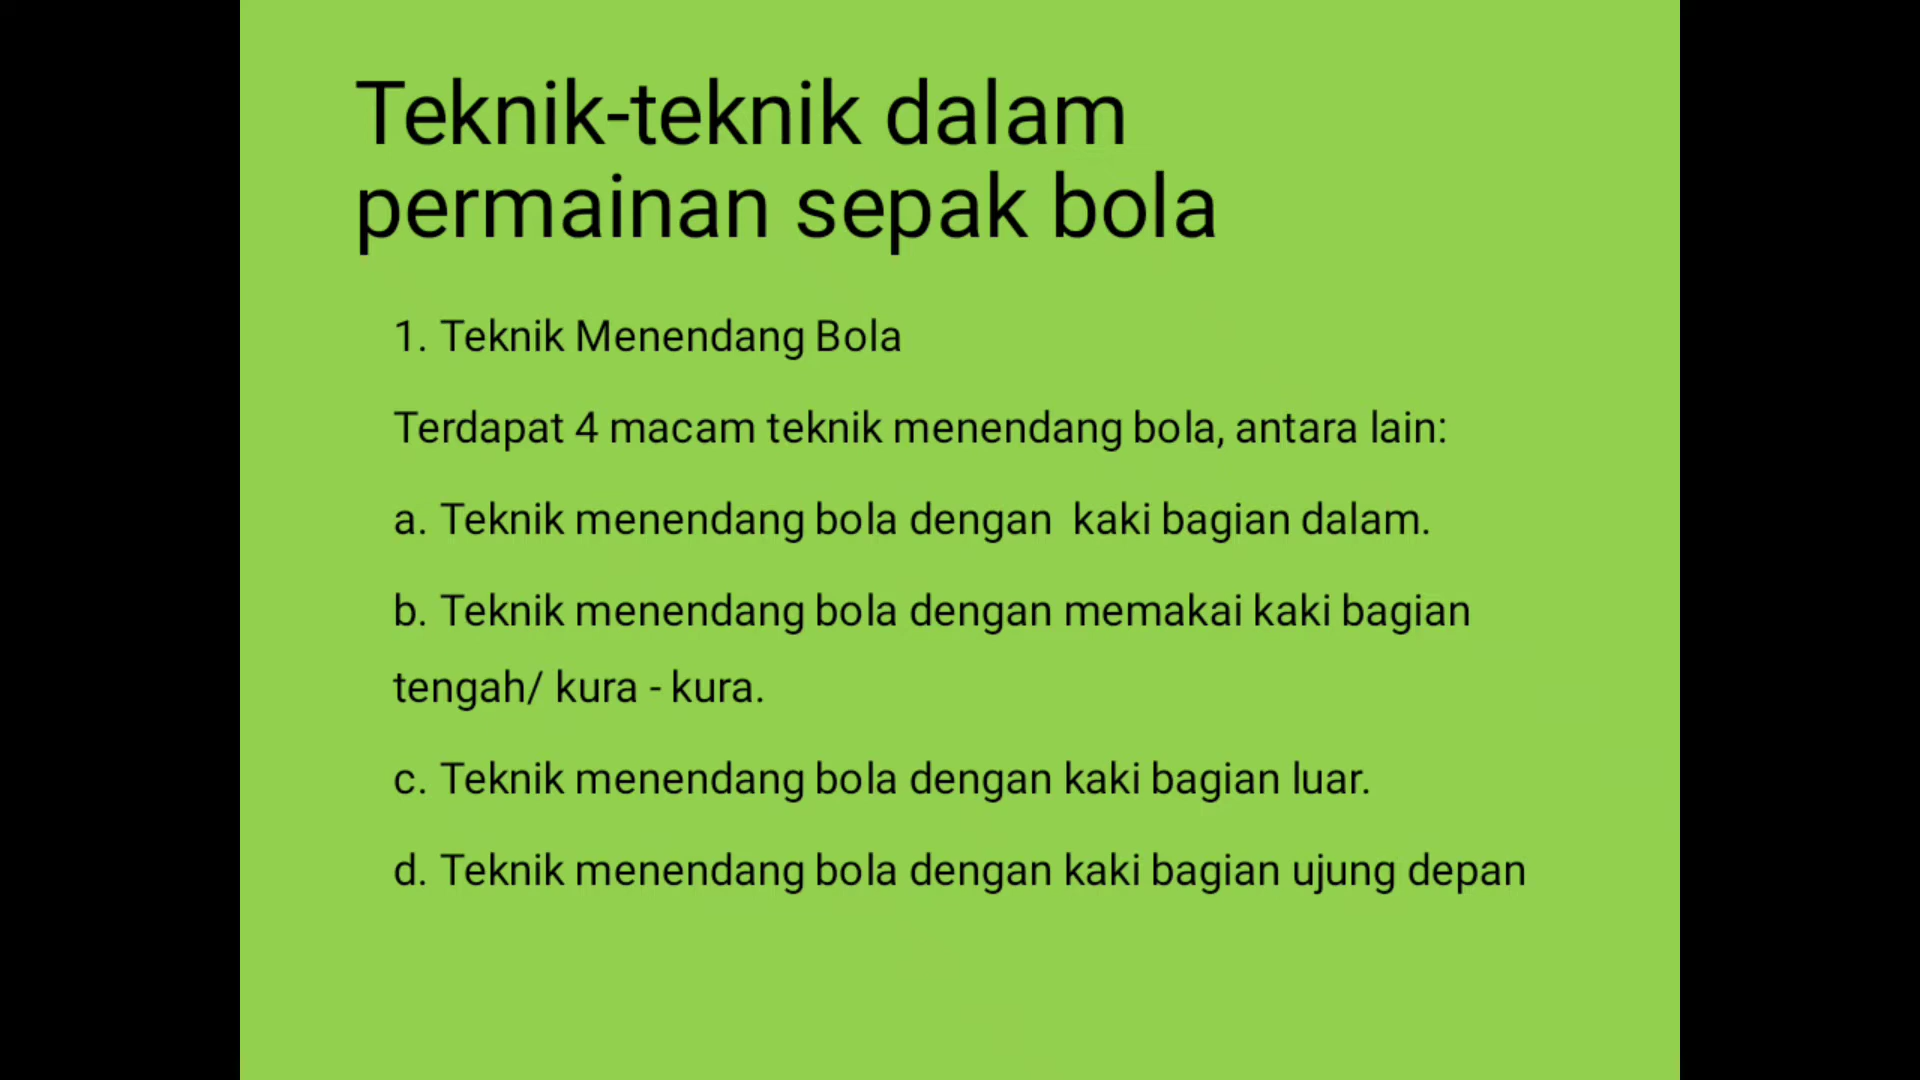 Teknik-teknik dalam
permainan sepak bola
1. Teknik Menendang Bola
Terdapat 4 macam teknik menendang bola, antara lain:
a. Teknik menendang bola dengan  kaki bagian dalam.
b. Teknik menendang bola dengan memakai kaki bagian
tengah/ kura - kura.
c. Teknik menendang bola dengan kaki bagian luar.
d. Teknik menendang bola dengan kaki bagian ujung depan